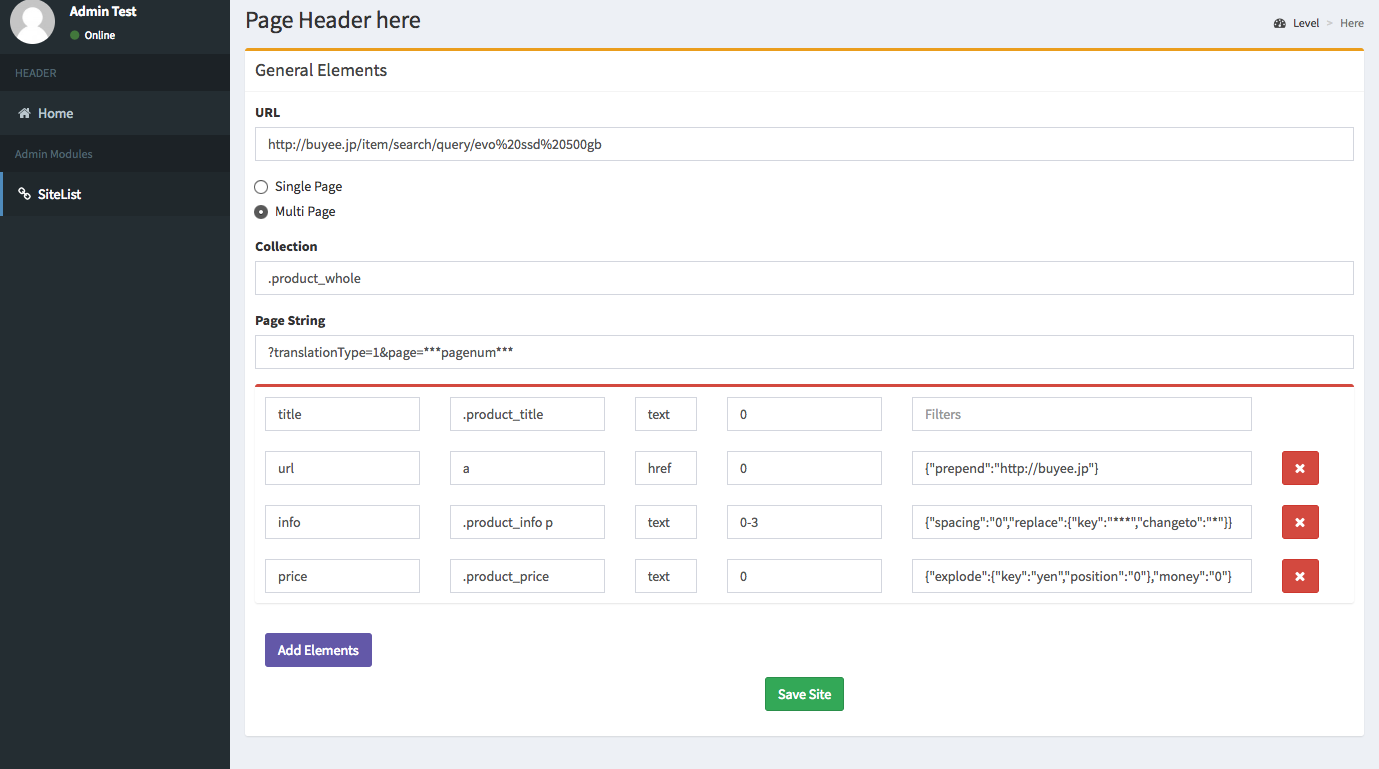 Admin Test
Online
HEADER
Home
Admin Modules
SiteList
Page Header here
Level > Here
General Elements
URL
http://buyee.jp/item/search/query/evo%20ssd%20500gb
Single Page
Multi Page
Collection
.product_whole
Page String
?translationType=1&page=***pagenum***
title .product_title text 0 Filters
url a href 0 {"prepend":"http://buyee.jp"}
info .product_info p text 0-3 {"spacing":"0","replace":{"key":"***","changeto":"*"}}
price .product_price text 0 {"explode":{"key":"yen","position":"0"},"money":"0"}
Add Elements
Save Site